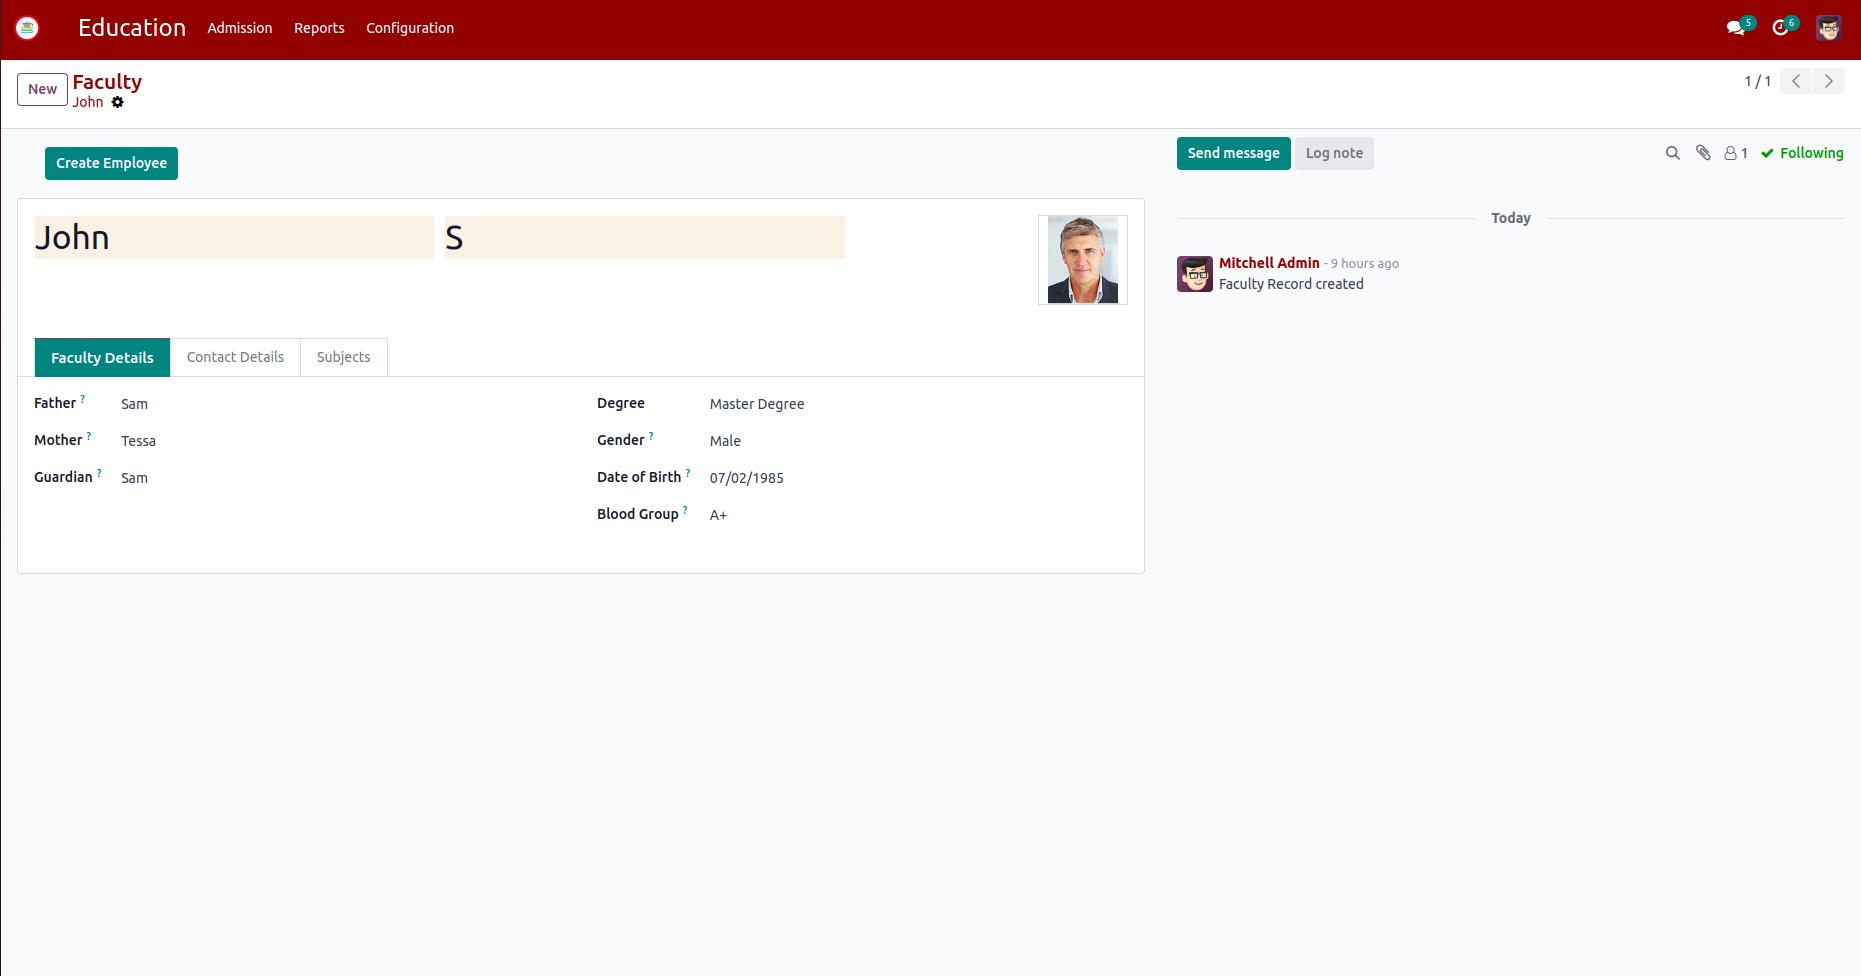 Education Admission Reports Configuration 5 6
New Faculty 1 / 1
John
Create Employee Send message Log note 1 Following
John S
Today
Mitchell Admin - 9 hours ago
Faculty Record created
Faculty Details Contact Details Subjects
Father ? Sam Degree Master Degree
Mother ? Tessa Gender ? Male
Guardian ? Sam Date of Birth ? 07/02/1985
Blood Group ? A+